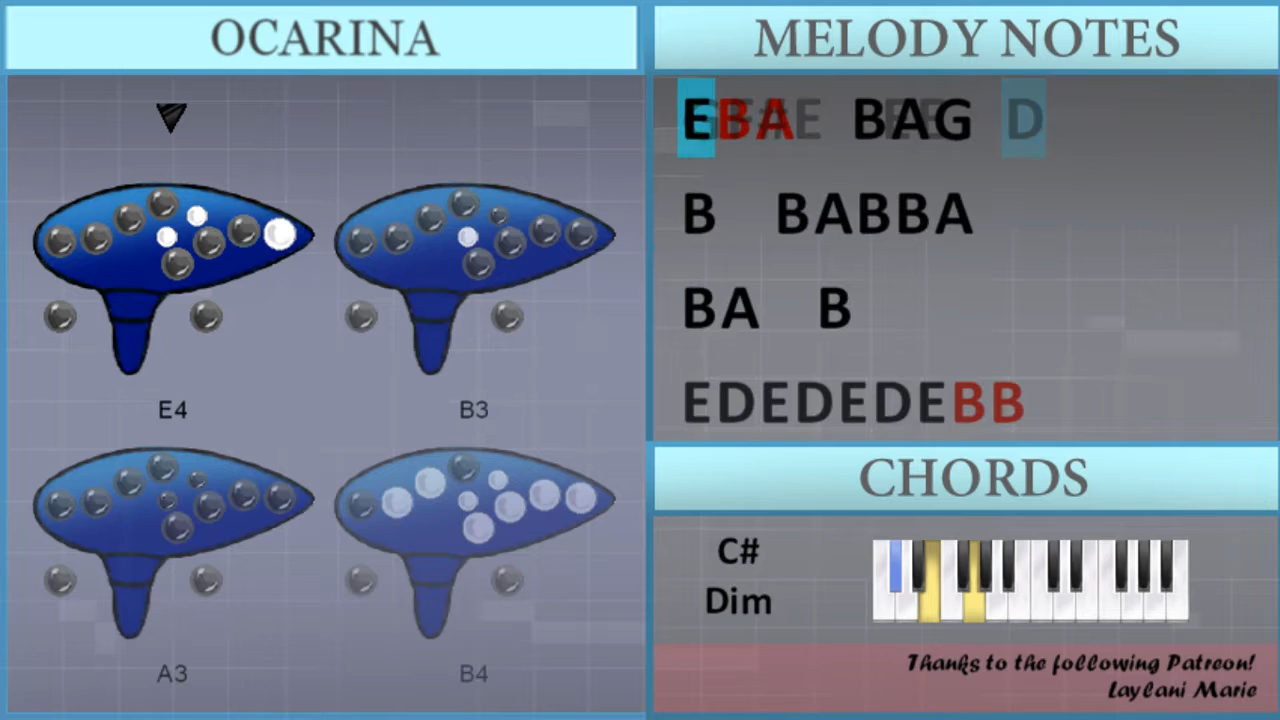 OCARINA
E4
B3
A3
B4
MELODY NOTES
EBA BAG D
B BABBA
BA B
EDEDEDEBB
CHORDS
C#
Dim
Thanks to the following Patreon!
Laylani Marie